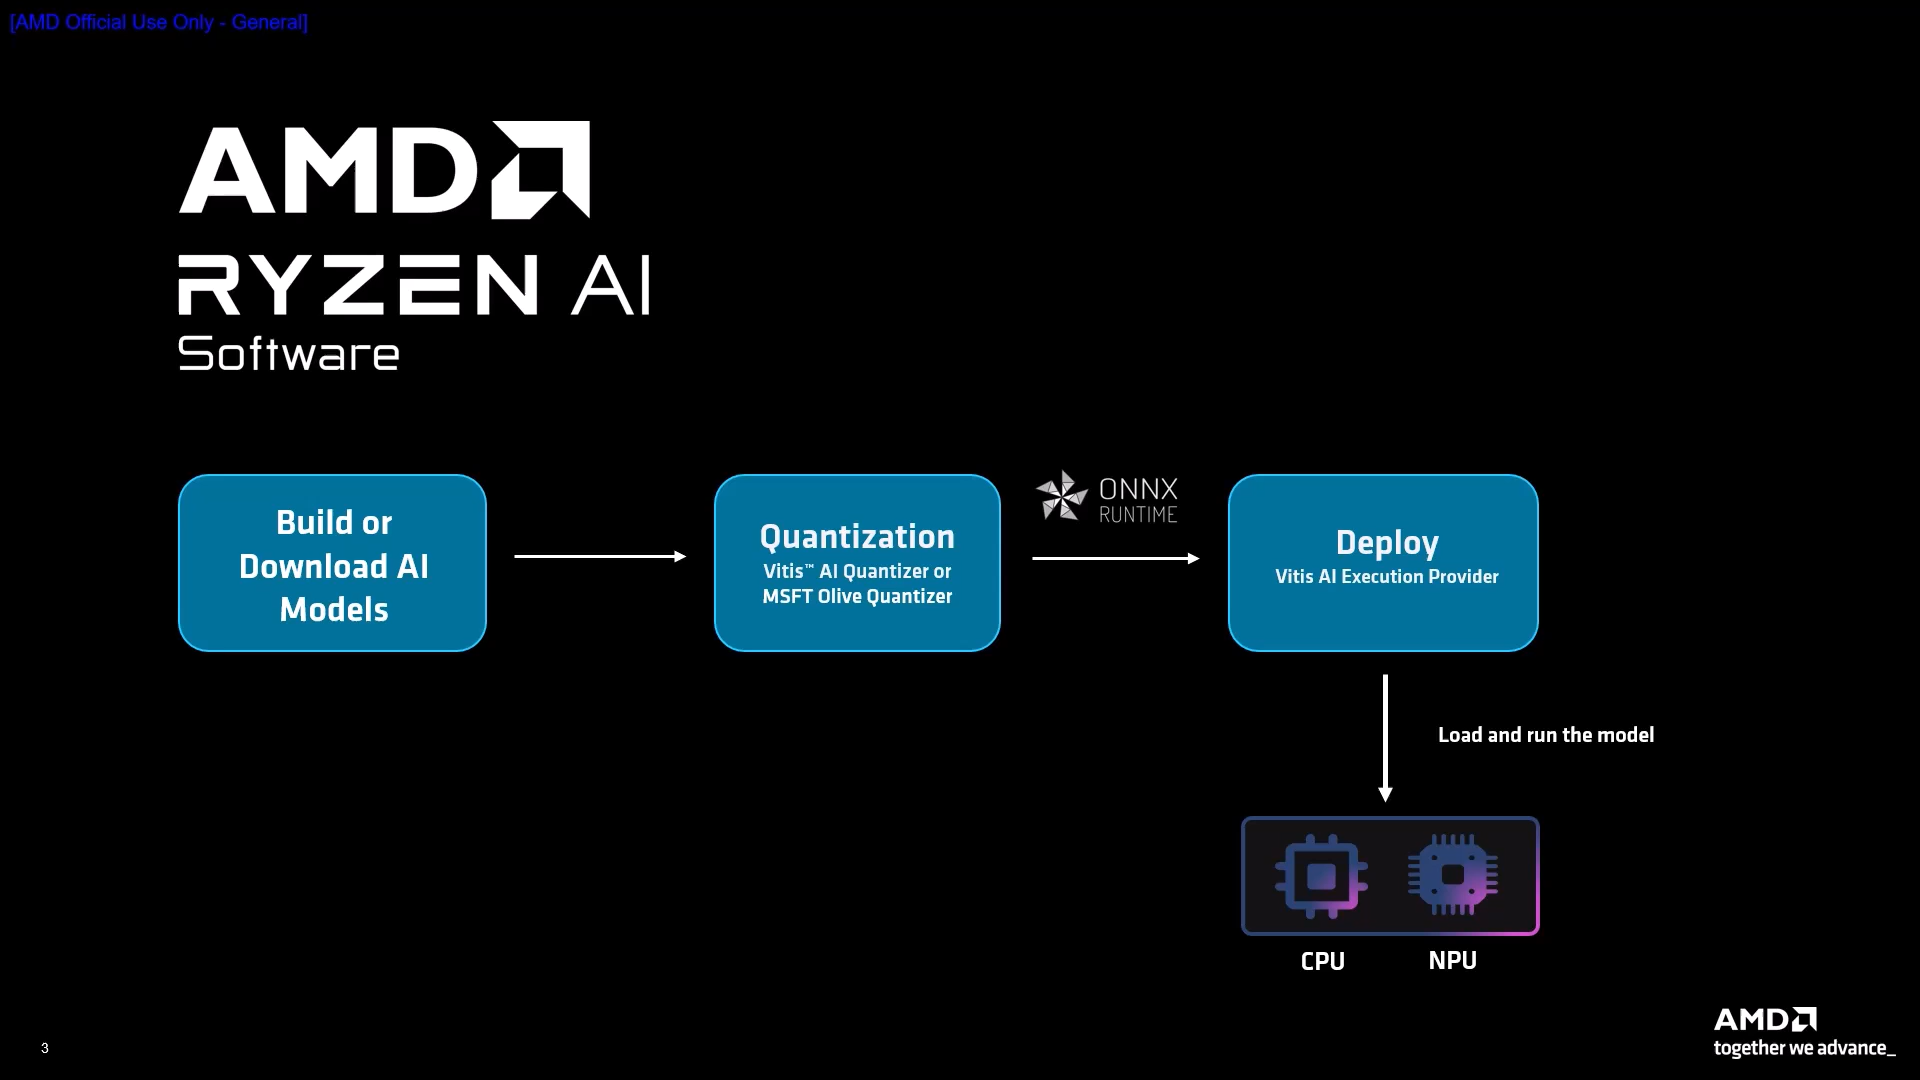 [AMD Official Use Only - General]
AMD
RYZEN AI
Software
Build or
Download AI
Models
Quantization
Vitis™ AI Quantizer or
MSFT Olive Quantizer
ONNX
RUNTIME
Deploy
Vitis AI Execution Provider
Load and run the model
CPU
NPU
3
AMD
together we advance_